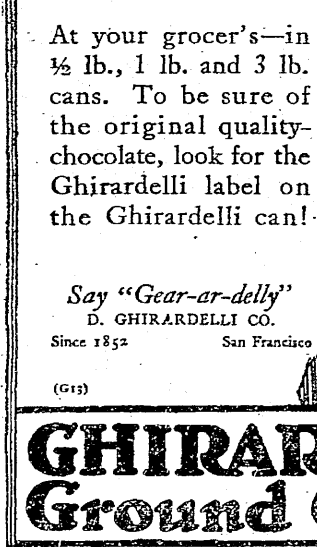 At your grocer's—in
½ lb., 1 lb. and 3 lb.
cans. To be sure of
the original quality-
chocolate, look for the
Ghirardelli label on
the Ghirardelli can!
Say "Gear-ar-delly"
D. GHIRARDELLI CO.
Since 1852 San Francisco
(G13)
GHIRAR
Ground